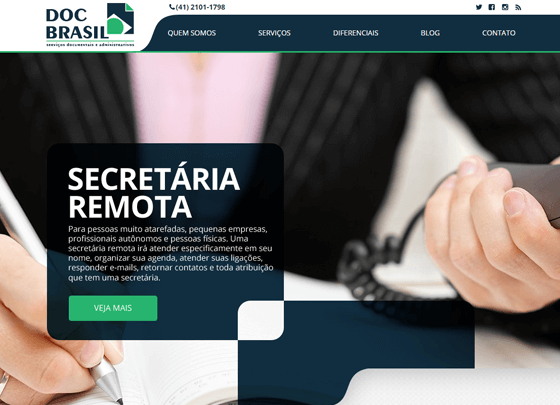 DOC
BRASIL
serviços documentais e administrativos
(41) 2101-1798
QUEM SOMOS
SERVIÇOS
DIFERENCIAIS
BLOG
CONTATO
SECRETÁRIA
REMOTA
Para pessoas muito atarefadas, pequenas empresas,
profissionais autônomos e pessoas físicas. Uma
secretária remota irá atender especificamente em seu
nome, organizar sua agenda, atender suas ligações,
responder e-mails, retornar contatos e toda atribuição
que tem uma secretária.
VEJA MAIS